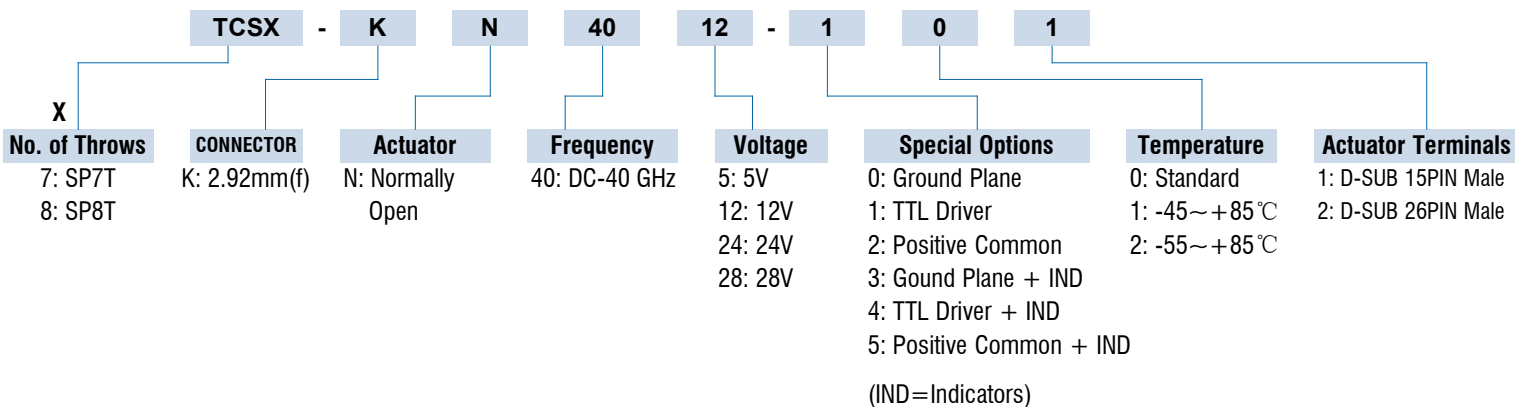 TCSX - K N 40 12 - 1 0 1
X
No. of Throws CONNECTOR Actuator Frequency Voltage Special Options Temperature Actuator Terminals
7: SP7T K: 2.92mm(f) N: Normally 40: DC-40 GHz 5: 5V 0: Ground Plane 0: Standard 1: D-SUB 15PIN Male
8: SP8T Open 12: 12V 1: TTL Driver 1: -45~+85℃ 2: D-SUB 26PIN Male
24: 24V 2: Positive Common 2: -55~+85℃
28: 28V 3: Gound Plane + IND
4: TTL Driver + IND
5: Positive Common + IND
(IND=Indicators)